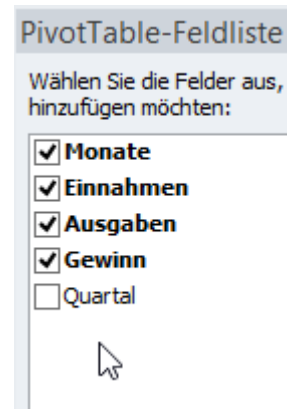 PivotTable-Feldliste
Wählen Sie die Felder aus,
hinzufügen möchten:
Monate
Einnahmen
Ausgaben
Gewinn
Quartal